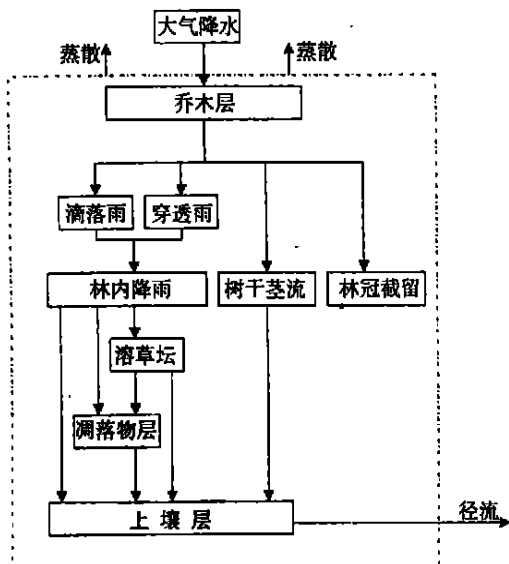 大气降水
蒸散
蒸散
乔木层
滴落雨
穿透雨
林内降雨
树干茎流
林冠截留
溶草坛
凋落物层
上壤层
径流